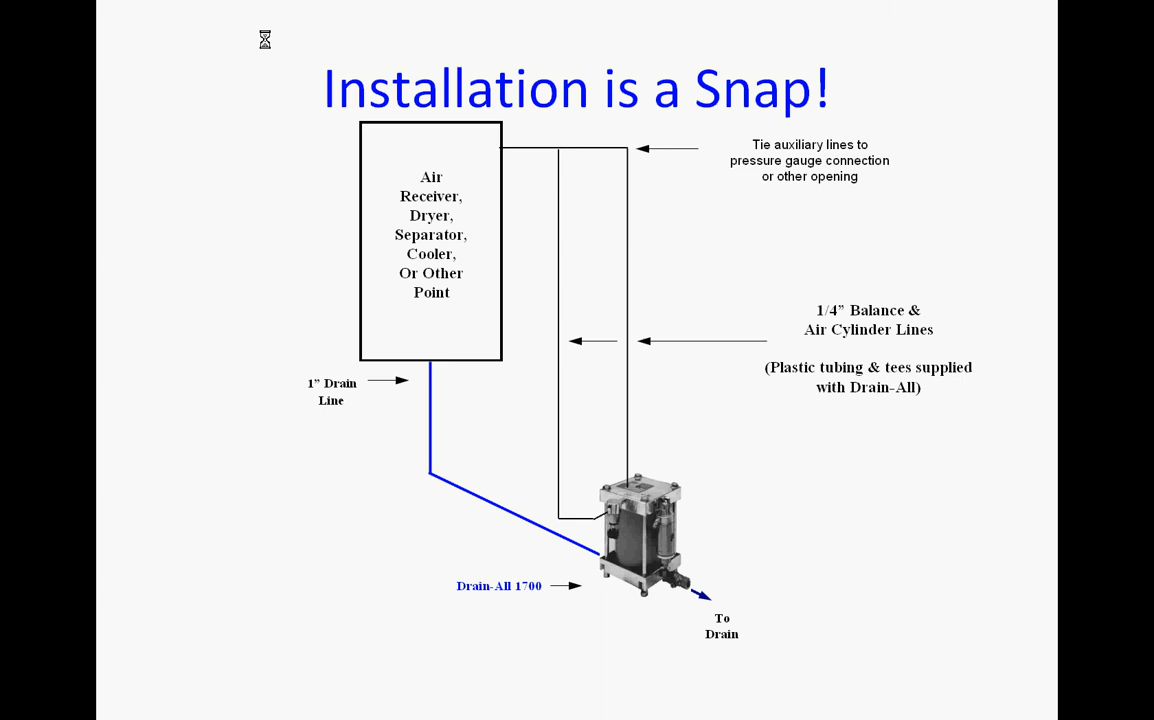 Installation is a Snap!
Tie auxiliary lines to
pressure gauge connection
or other opening
Air
Receiver,
Dryer,
Separator,
Cooler,
Or Other
Point
1/4” Balance &
Air Cylinder Lines
(Plastic tubing & tees supplied
with Drain-All)
1” Drain
Line
Drain-All 1700
To
Drain